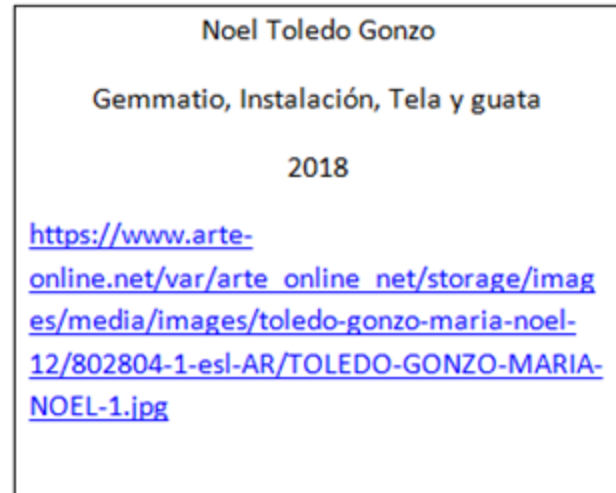 Noel Toledo Gonzo
Gemmatio, Instalación, Tela y guata
2018
https://www.arte-
online.net/var/arte_online_net/storage/imag
es/media/images/toledo-gonzo-maria-noel-
12/802804-1-esl-AR/TOLEDO-GONZO-MARIA-
NOEL-1.jpg